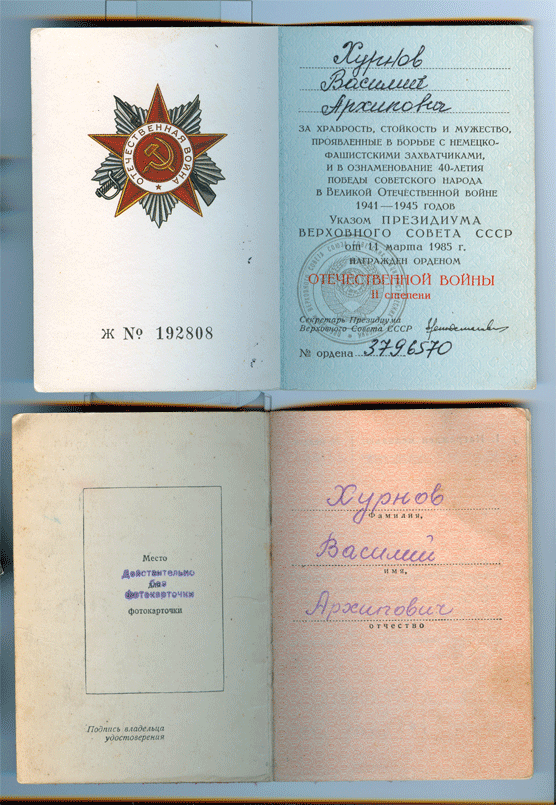 ОТЕЧЕСТВЕННАЯ ВОЙНА
Ж № 192808
Хурнов
Василий
Архипович
ЗА ХРАБРОСТЬ, СТОЙКОСТЬ И МУЖЕСТВО,
ПРОЯВЛЕННЫЕ В БОРЬБЕ С НЕМЕЦКО-
ФАШИСТСКИМИ ЗАХВАТЧИКАМИ,
И В ОЗНАМЕНОВАНИЕ 40-ЛЕТИЯ
ПОБЕДЫ СОВЕТСКОГО НАРОДА
В ВЕЛИКОЙ ОТЕЧЕСТВЕННОЙ ВОЙНЕ
1941—1945 ГОДОВ
УКАЗОМ ПРЕЗИДИУМА
ВЕРХОВНОГО СОВЕТА СССР
от 11 марта 1985 г.
НАГРАЖДЕН ОРДЕНОМ
ОТЕЧЕСТВЕННОЙ ВОЙНЫ
II степени
Секретарь Президиума
Верховного Совета СССР
№ ордена 3796570
Место
Действительно
для
без
фотокарточки
фотокарточки
Подпись владельца
удостоверения
Хурнов
Фамилия,
Василий
имя,
Архипович
отчество